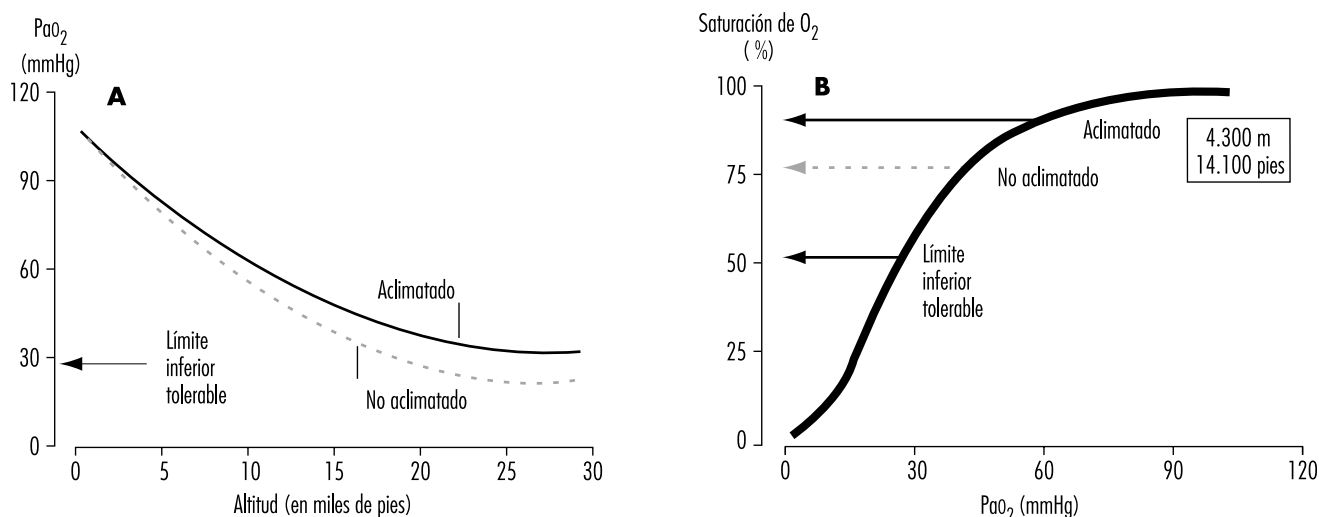 PaO₂
(mmHg)
120
A
90
60
Aclimatado
Límite
inferior
tolerable
30
No aclimatado
0
0 5 10 15 20 25 30
Altitud (en miles de pies)
Saturación de O₂
( %)
100
B
Aclimatado
4.300 m
14.100 pies
75
No aclimatado
50
Límite
inferior
tolerable
25
0
0 30 60 90 120
PaO₂ (mmHg)